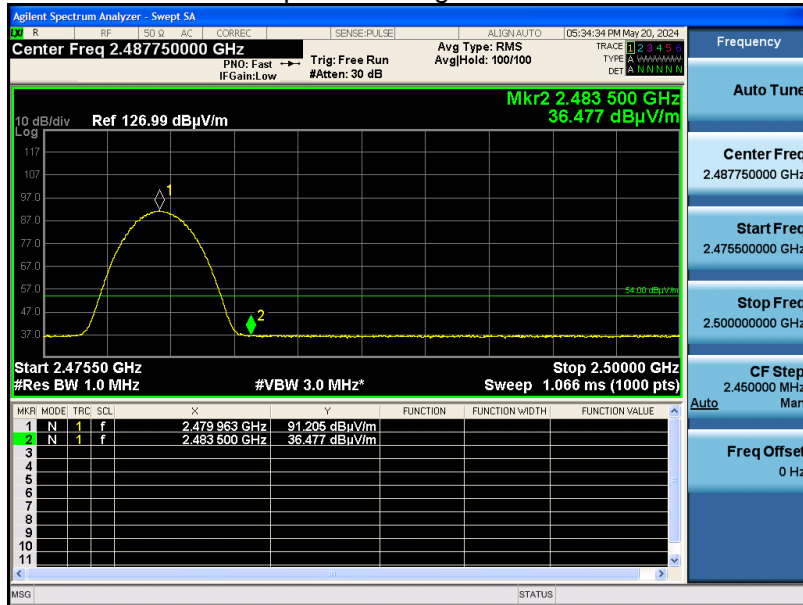 Agilent Spectrum Analyzer - Swept SA
LXI R RF 50 Ω AC CORREC SENSE:PULSE ALIGN AUTO 05:34:34 PM May 20, 2024
Center Freq 2.487750000 GHz
PNO: Fast
IFGain:Low
Trig: Free Run
#Atten: 30 dB
Avg Type: RMS
Avg|Hold: 100/100
TRACE 1 2 3 4 5 6
TYPE A WWWWW
DET A N N N N N
Mkr2 2.483 500 GHz
36.477 dBµV/m
10 dB/div Ref 126.99 dBµV/m
Log
117
107
97.0
87.0
77.0
67.0
57.0
47.0
37.0
1
2
54.00 dBµV/m
Start 2.47550 GHz Stop 2.50000 GHz
#Res BW 1.0 MHz #VBW 3.0 MHz* Sweep 1.066 ms (1000 pts)
MKR MODE TRC SCL X Y FUNCTION FUNCTION WIDTH FUNCTION VALUE
1 N 1 f 2.479 963 GHz 91.205 dBµV/m
2 N 1 f 2.483 500 GHz 36.477 dBµV/m
3
4
5
6
7
8
9
10
11
MSG STATUS
Frequency
Auto Tune
Center Freq
2.487750000 GHz
Start Freq
2.475500000 GHz
Stop Freq
2.500000000 GHz
CF Step
2.450000 MHz
Auto Man
Freq Offset
0 Hz